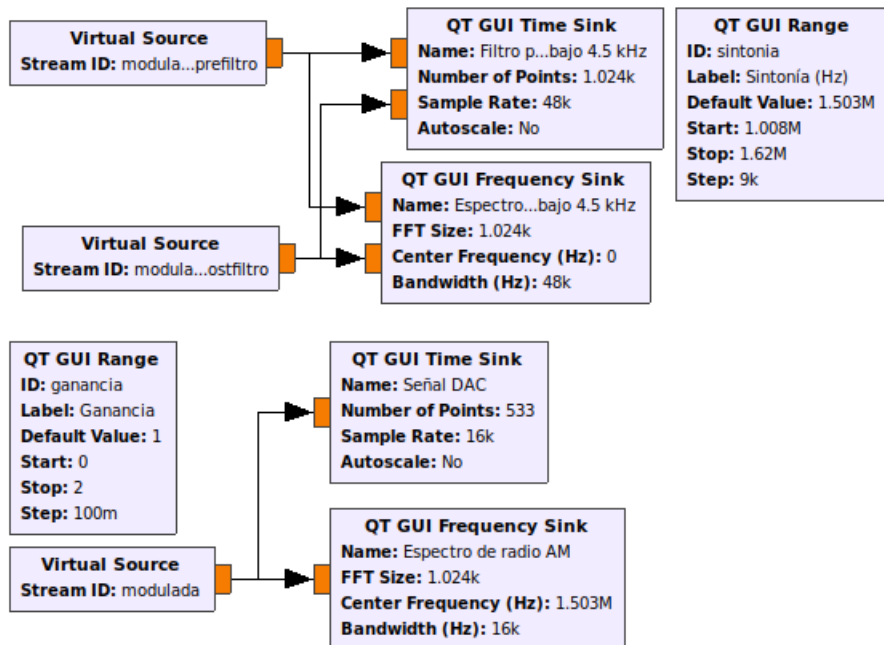 Virtual Source
Stream ID: modula...prefiltro
QT GUI Time Sink
Name: Filtro p...bajo 4.5 kHz
Number of Points: 1.024k
Sample Rate: 48k
Autoscale: No
QT GUI Range
ID: sintonia
Label: Sintonía (Hz)
Default Value: 1.503M
Start: 1.008M
Stop: 1.62M
Step: 9k
QT GUI Frequency Sink
Name: Espectro...bajo 4.5 kHz
FFT Size: 1.024k
Center Frequency (Hz): 0
Bandwidth (Hz): 48k
Virtual Source
Stream ID: modula...ostfiltro
QT GUI Range
ID: ganancia
Label: Ganancia
Default Value: 1
Start: 0
Stop: 2
Step: 100m
QT GUI Time Sink
Name: Señal DAC
Number of Points: 533
Sample Rate: 16k
Autoscale: No
Virtual Source
Stream ID: modulada
QT GUI Frequency Sink
Name: Espectro de radio AM
FFT Size: 1.024k
Center Frequency (Hz): 1.503M
Bandwidth (Hz): 16k